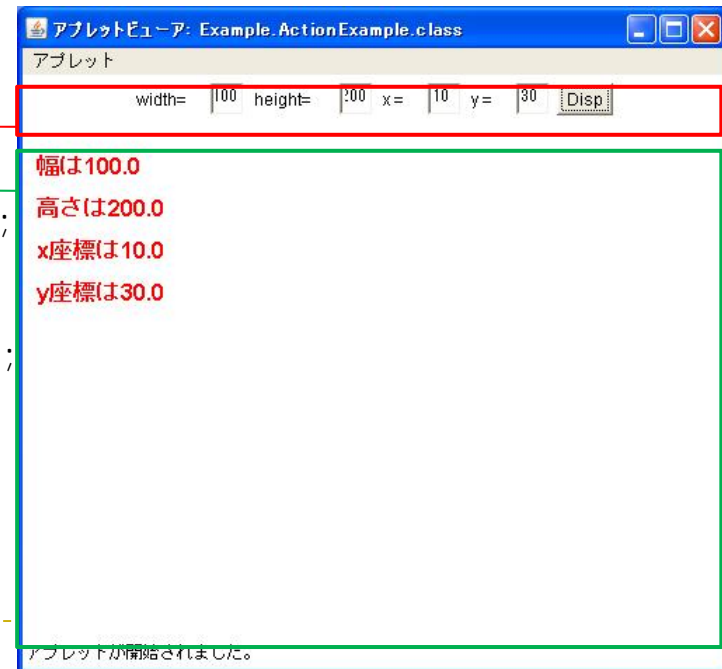 アプレットビューア: Example.ActionExample.class
アプレット
width= 100 height= 200 x= 10 y= 30 Disp
幅は100.0
;
高さは200.0
x座標は10.0
y座標は30.0
;
アプレットが開始されました。